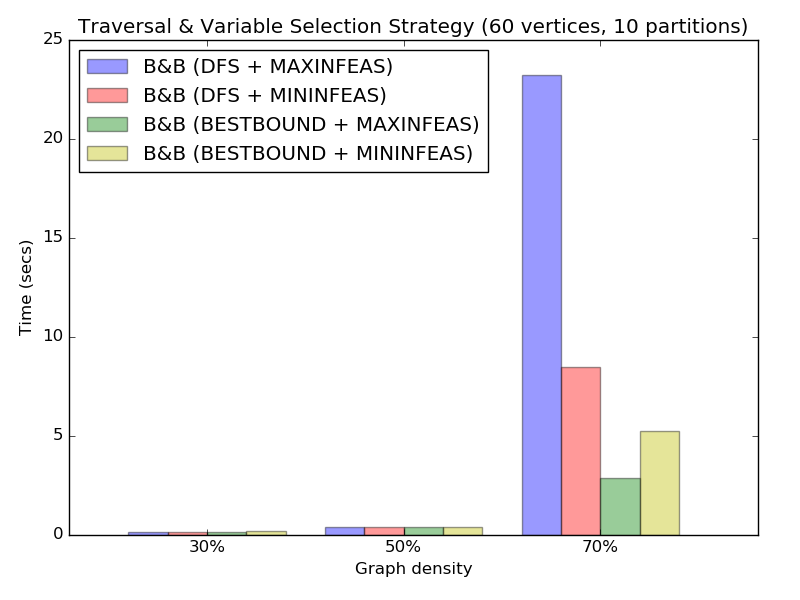 Traversal & Variable Selection Strategy (60 vertices, 10 partitions)
B&B (DFS + MAXINFEAS)
B&B (DFS + MININFEAS)
B&B (BESTBOUND + MAXINFEAS)
B&B (BESTBOUND + MININFEAS)
25
20
15
10
5
0
Time (secs)
30% 50% 70%
Graph density